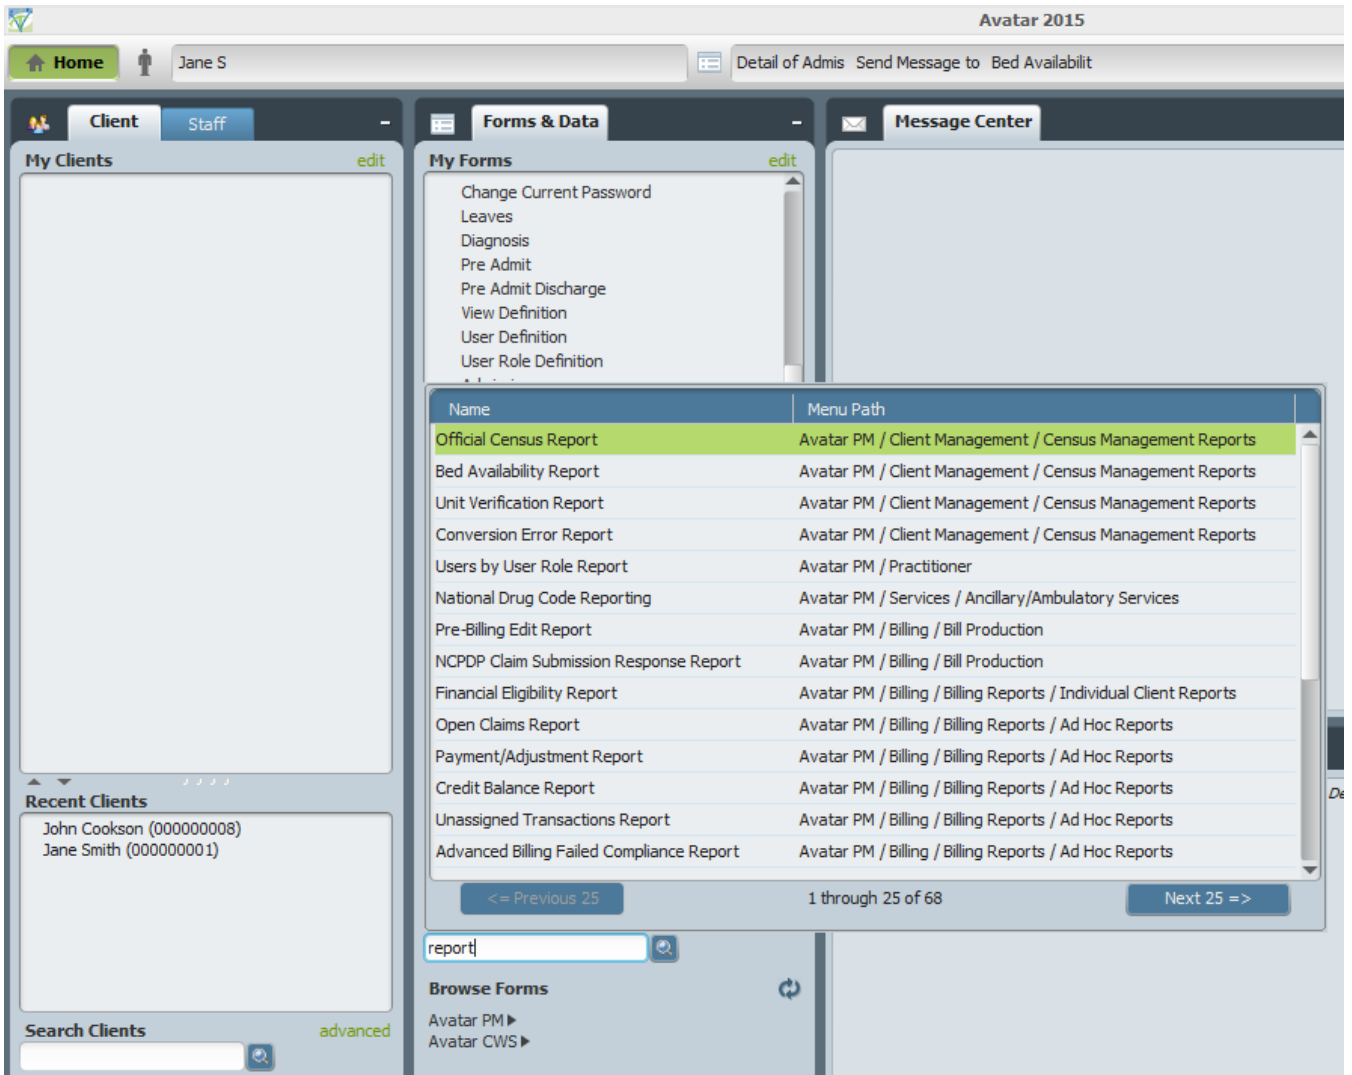 Avatar 2015
Home
Jane S
Detail of Admis Send Message to Bed Availabilit
Client
Staff
My Clients
edit
Recent Clients
John Cookson (000000008)
Jane Smith (000000001)
Search Clients
advanced
Forms & Data
My Forms
edit
Change Current Password
Leaves
Diagnosis
Pre Admit
Pre Admit Discharge
View Definition
User Definition
User Role Definition
Message Center
Name Menu Path
Official Census Report Avatar PM / Client Management / Census Management Reports
Bed Availability Report Avatar PM / Client Management / Census Management Reports
Unit Verification Report Avatar PM / Client Management / Census Management Reports
Conversion Error Report Avatar PM / Client Management / Census Management Reports
Users by User Role Report Avatar PM / Practitioner
National Drug Code Reporting Avatar PM / Services / Ancillary/Ambulatory Services
Pre-Billing Edit Report Avatar PM / Billing / Bill Production
NCPDP Claim Submission Response Report Avatar PM / Billing / Bill Production
Financial Eligibility Report Avatar PM / Billing / Billing Reports / Individual Client Reports
Open Claims Report Avatar PM / Billing / Billing Reports / Ad Hoc Reports
Payment/Adjustment Report Avatar PM / Billing / Billing Reports / Ad Hoc Reports
Credit Balance Report Avatar PM / Billing / Billing Reports / Ad Hoc Reports
Unassigned Transactions Report Avatar PM / Billing / Billing Reports / Ad Hoc Reports
Advanced Billing Failed Compliance Report Avatar PM / Billing / Billing Reports / Ad Hoc Reports
<= Previous 25 1 through 25 of 68 Next 25 =>
report
Browse Forms
Avatar PM
Avatar CWS
De